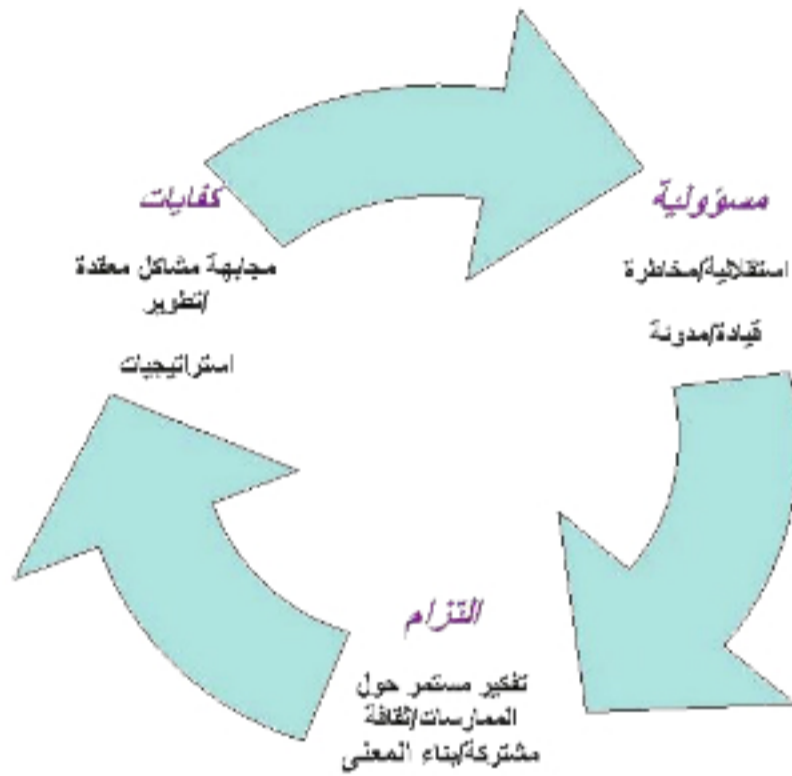 مسؤولية
استقلالية/مخاطرة
قيادة/مدونة
التزام
تفكير مستمر حول
الممارسات/ثقافة
مشتركة/بناء المعنى
كفايات
مجابهة مشاكل معقدة
/تطوير
استراتيجيات